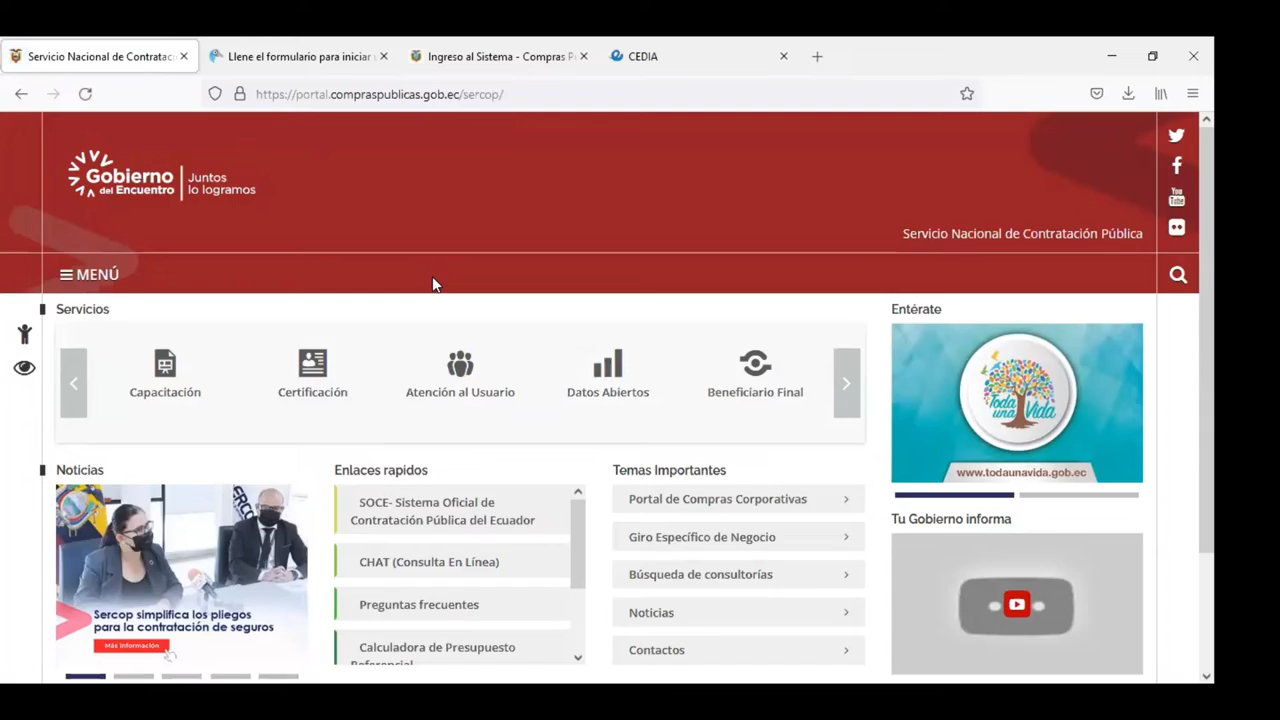 Servicio Nacional de Contratac
Llene el formulario para iniciar
Ingreso al Sistema - Compras P
CEDIA
https://portal.compraspublicas.gob.ec/sercop/
Gobierno
del Encuentro
Juntos
lo logramos
You
Tube
Servicio Nacional de Contratación Pública
MENÚ
Servicios
Capacitación
Certificación
Atención al Usuario
Datos Abiertos
Beneficiario Final
Entérate
Toda
una Vida
www.todaunavida.gob.ec
Noticias
Sercop simplifica los pliegos
para la contratación de seguros
Más información
Enlaces rapidos
SOCE- Sistema Oficial de
Contratación Pública del Ecuador
CHAT (Consulta En Línea)
Preguntas frecuentes
Calculadora de Presupuesto
Referencial
Temas Importantes
Portal de Compras Corporativas
Giro Específico de Negocio
Búsqueda de consultorías
Noticias
Contactos
Tu Gobierno informa